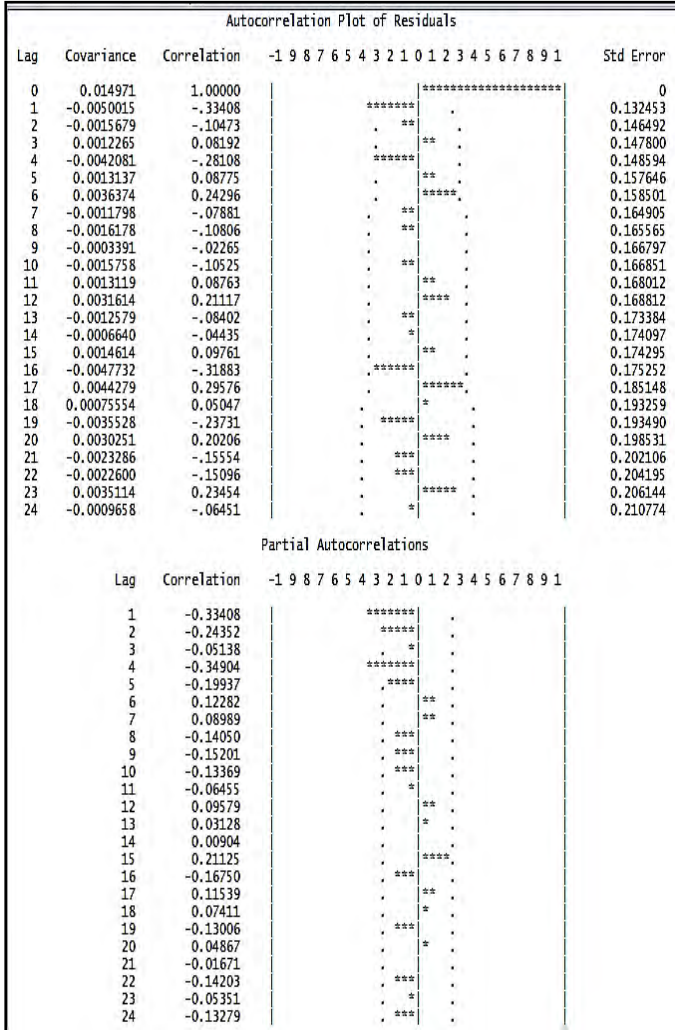 Autocorrelation Plot of Residuals
Lag Covariance Correlation -1 9 8 7 6 5 4 3 2 1 0 1 2 3 4 5 6 7 8 9 1 Std Error
0 0.014971 1.00000 | |********************| 0
1 -0.0050015 -.33408 | *******| . | 0.132453
2 -0.0015679 -.10473 | . **| . | 0.146492
3 0.0012265 0.08192 | . |** . | 0.147800
4 -0.0042081 -.28108 | ******| . | 0.148594
5 0.0013137 0.08775 | . |** . | 0.157646
6 0.0036374 0.24296 | . |*****. | 0.158501
7 -0.0011798 -.07881 | . **| . | 0.164905
8 -0.0016178 -.10806 | . **| . | 0.165565
9 -0.0003391 -.02265 | . | . | 0.166797
10 -0.0015758 -.10525 | . **| . | 0.166851
11 0.0013119 0.08763 | . |** . | 0.168012
12 0.0031614 0.21117 | . |**** . | 0.168812
13 -0.0012579 -.08402 | . **| . | 0.173384
14 -0.0006640 -.04435 | . *| . | 0.174097
15 0.0014614 0.09761 | . |** . | 0.174295
16 -0.0047732 -.31883 | .******| . | 0.175252
17 0.0044279 0.29576 | . |******. | 0.185148
18 0.00075554 0.05047 | . |* . | 0.193259
19 -0.0035528 -.23731 | . *****| . | 0.193490
20 0.0030251 0.20206 | . |**** . | 0.198531
21 -0.0023286 -.15554 | . ***| . | 0.202106
22 -0.0022600 -.15096 | . ***| . | 0.204195
23 0.0035114 0.23454 | . |***** . | 0.206144
24 -0.0009658 -.06451 | . *| . | 0.210774
Partial Autocorrelations
Lag Correlation -1 9 8 7 6 5 4 3 2 1 0 1 2 3 4 5 6 7 8 9 1
1 -0.33408 | *******| . |
2 -0.24352 | *****| . |
3 -0.05138 | . *| . |
4 -0.34904 | *******| . |
5 -0.19937 | .****| . |
6 0.12282 | . |** . |
7 0.08989 | . |** . |
8 -0.14050 | . ***| . |
9 -0.15201 | . ***| . |
10 -0.13369 | . ***| . |
11 -0.06455 | . *| . |
12 0.09579 | . |** . |
13 0.03128 | . |* . |
14 0.00904 | . | . |
15 0.21125 | . |****. |
16 -0.16750 | . ***| . |
17 0.11539 | . |** . |
18 0.07411 | . |* . |
19 -0.13006 | . ***| . |
20 0.04867 | . |* . |
21 -0.01671 | . | . |
22 -0.14203 | . ***| . |
23 -0.05351 | . *| . |
24 -0.13279 | . ***| . |